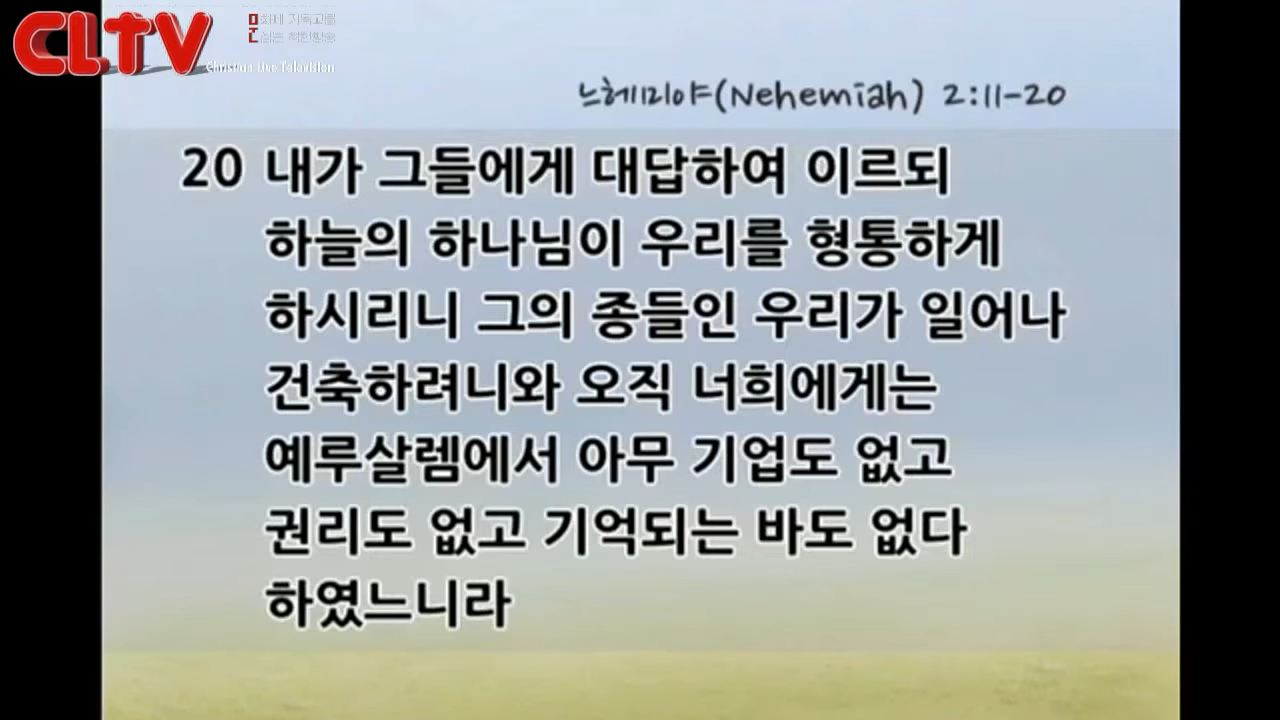 CLTV
Christian Live Television
느헤미야(Nehemiah) 2:11-20
20 내가 그들에게 대답하여 이르되
하늘의 하나님이 우리를 형통하게
하시리니 그의 종들인 우리가 일어나
건축하려니와 오직 너희에게는
예루살렘에서 아무 기업도 없고
권리도 없고 기억되는 바도 없다
하였느니라